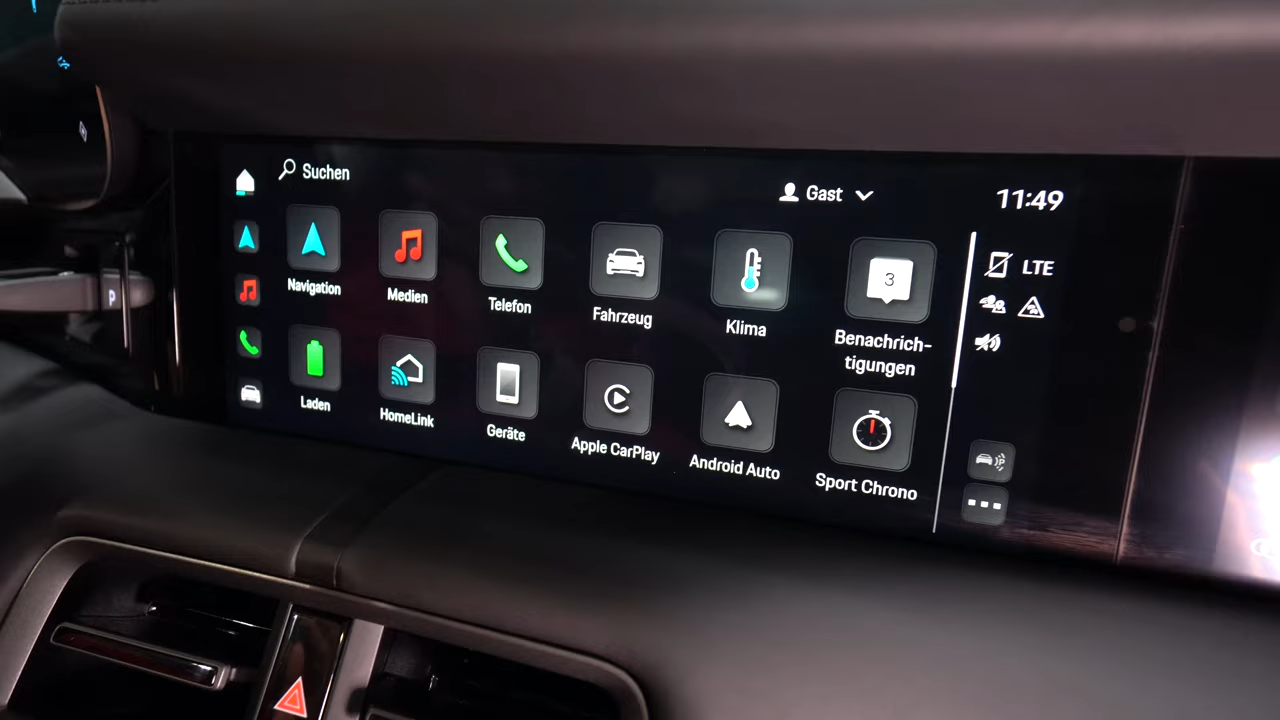 Suchen
Gast
11:49
Navigation
Medien
Telefon
Fahrzeug
Klima
3
Benachrich-
tigungen
LTE
Laden
HomeLink
Geräte
Apple CarPlay
Android Auto
Sport Chrono
P
P